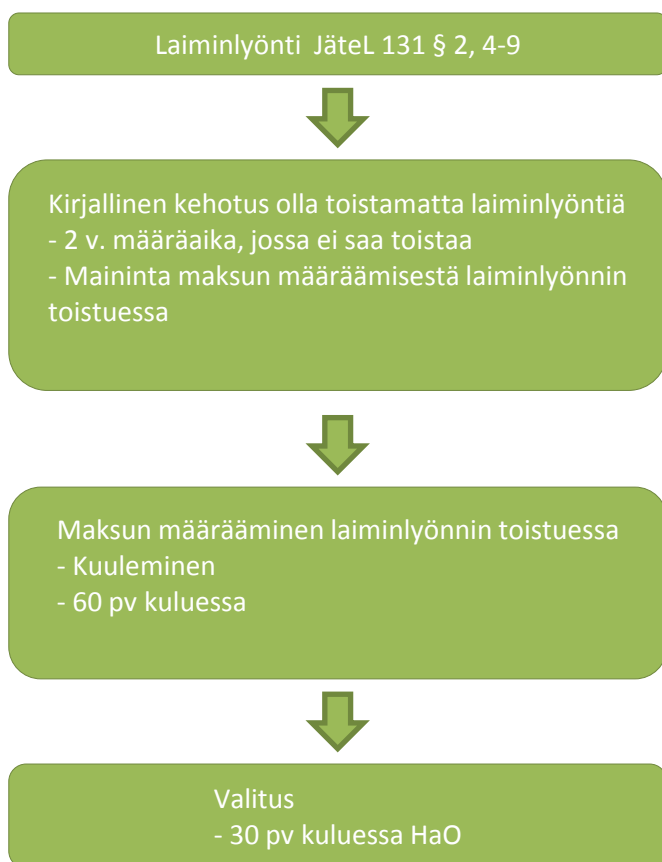 Laiminlyönti JäteL 131 § 2, 4-9
Kirjallinen kehotus olla toistamatta laiminlyöntiä
- 2 v. määräaika, jossa ei saa toistaa
- Maininta maksun määräämisestä laiminlyönnin
toistuessa
Maksun määrääminen laiminlyönnin toistuessa
- Kuuleminen
- 60 pv kuluessa
Valitus
- 30 pv kuluessa HaO